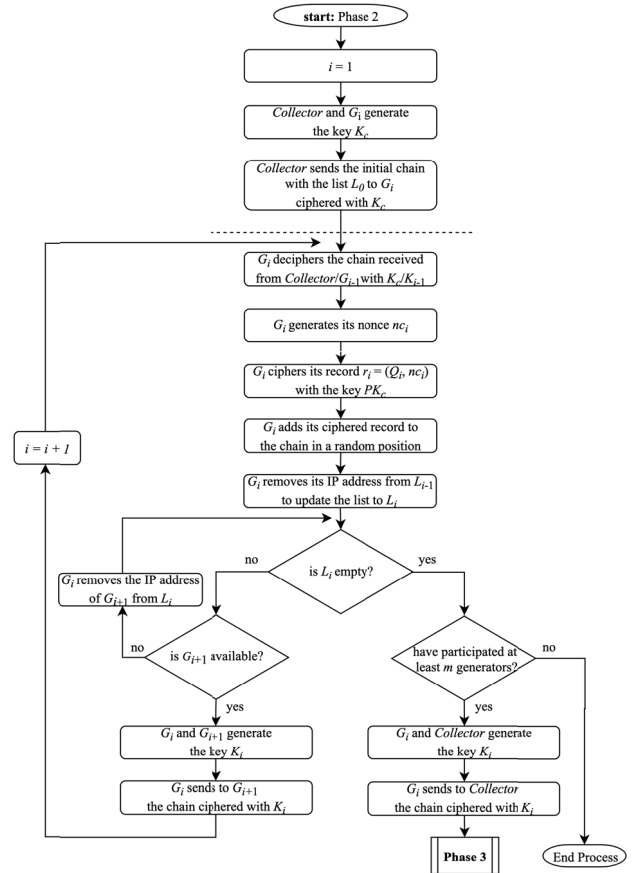 start: Phase 2
i = 1
Collector and Gi generate
the key Kc
Collector sends the initial chain
with the list L0 to Gi
ciphered with Kc
Gi deciphers the chain received
from Collector/Gi-1 with Kc/Ki-1
Gi generates its nonce nci
Gi ciphers its record ri = (Qi, nci)
with the key PKc
Gi adds its ciphered record to
the chain in a random position
i = i + 1
Gi removes its IP address from Li-1
to update the list to Li
no
is Li empty?
yes
Gi removes the IP address
of Gi+1 from Li
no
is Gi+1 available?
yes
have participated at
least m generators?
no
yes
Gi and Gi+1 generate
the key Ki
Gi and Collector generate
the key Ki
Gi sends to Gi+1
the chain ciphered with Ki
Gi sends to Collector
the chain ciphered with Ki
Phase 3
End Process